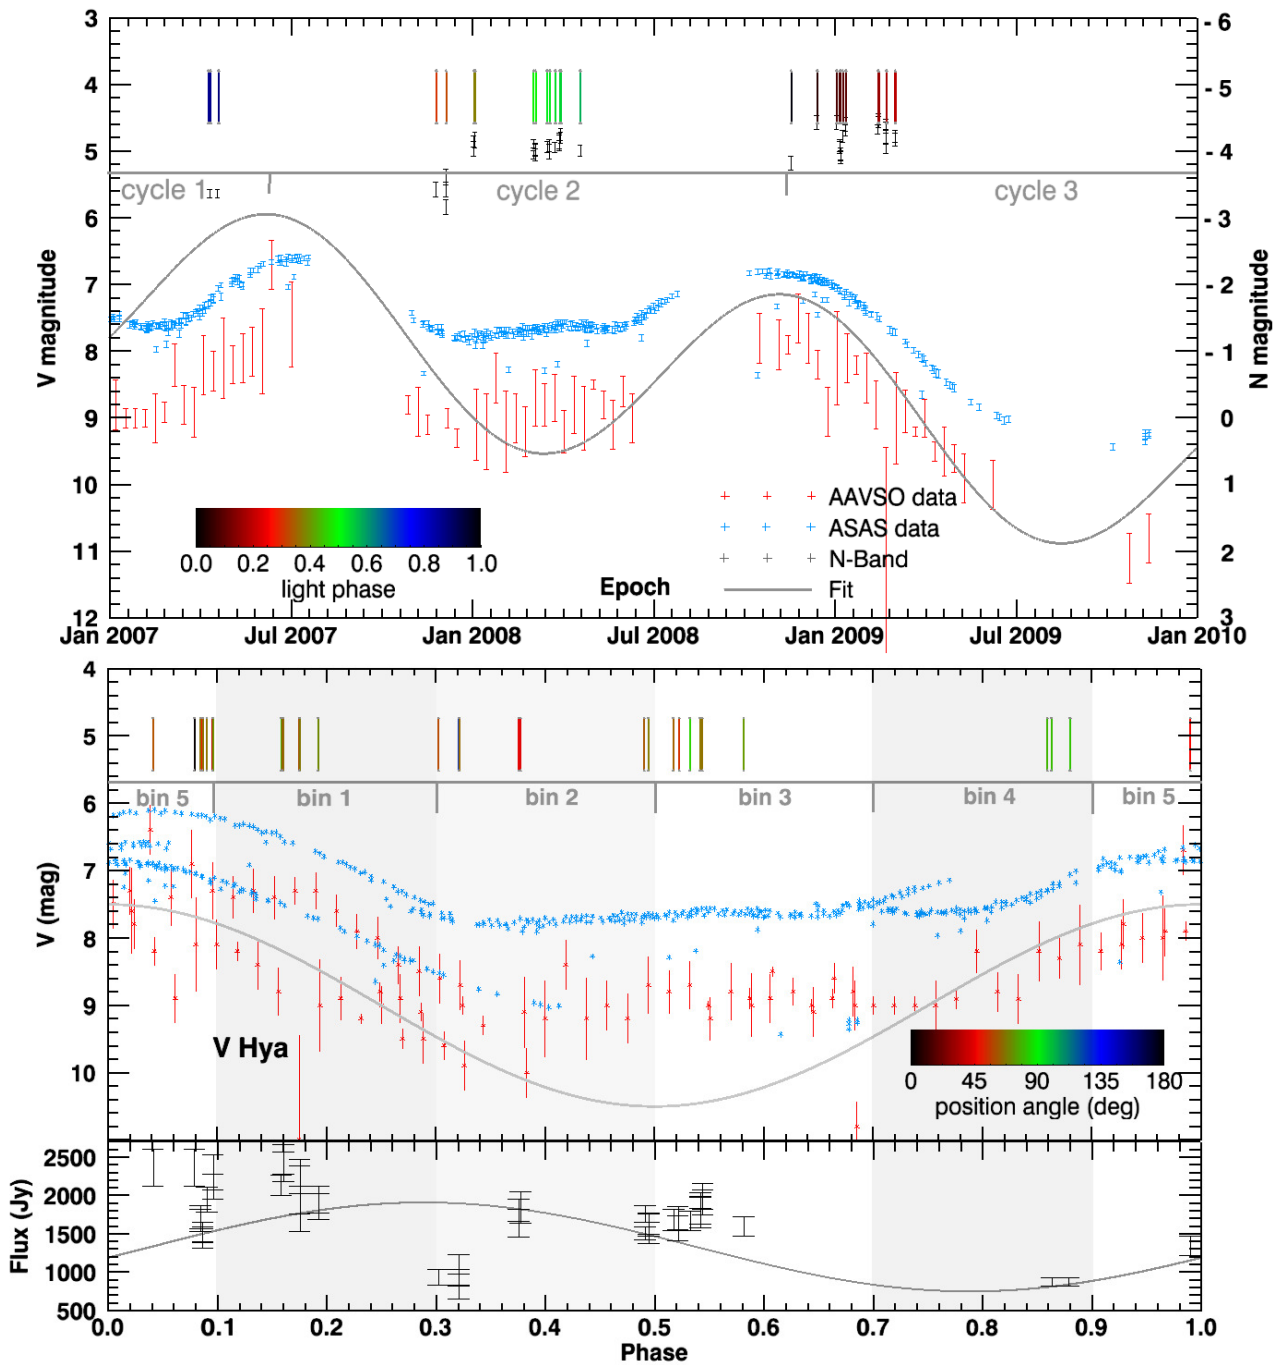 3
4
5
6
7
8
9
10
11
12
V magnitude
- 6
- 5
- 4
- 3
- 2
- 1
0
1
2
3
N magnitude
cycle 1
cycle 2
cycle 3
AAVSO data
ASAS data
N-Band
Fit
0.0 0.2 0.4 0.6 0.8 1.0
light phase
Epoch
Jan 2007 Jul 2007 Jan 2008 Jul 2008 Jan 2009 Jul 2009 Jan 2010
4
5
6
7
8
9
10
V (mag)
bin 5 bin 1 bin 2 bin 3 bin 4 bin 5
V Hya
0 45 90 135 180
position angle (deg)
2500
2000
1500
1000
500
Flux (Jy)
0.0 0.1 0.2 0.3 0.4 0.5 0.6 0.7 0.8 0.9 1.0
Phase